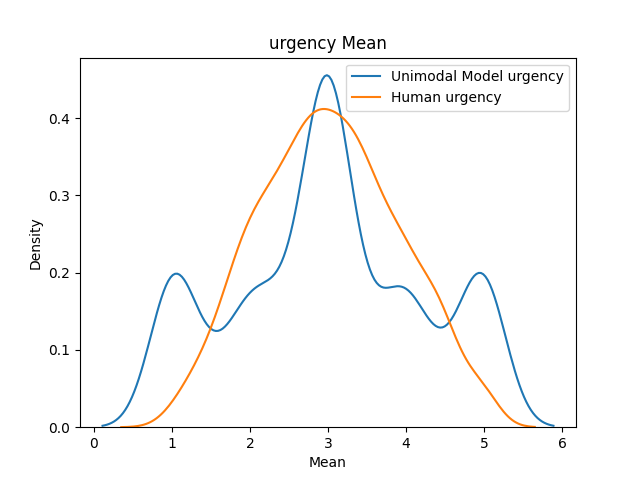 urgency Mean
Unimodal Model urgency
Human urgency
0.4
0.3
0.2
0.1
0.0
Density
0 1 2 3 4 5 6
Mean